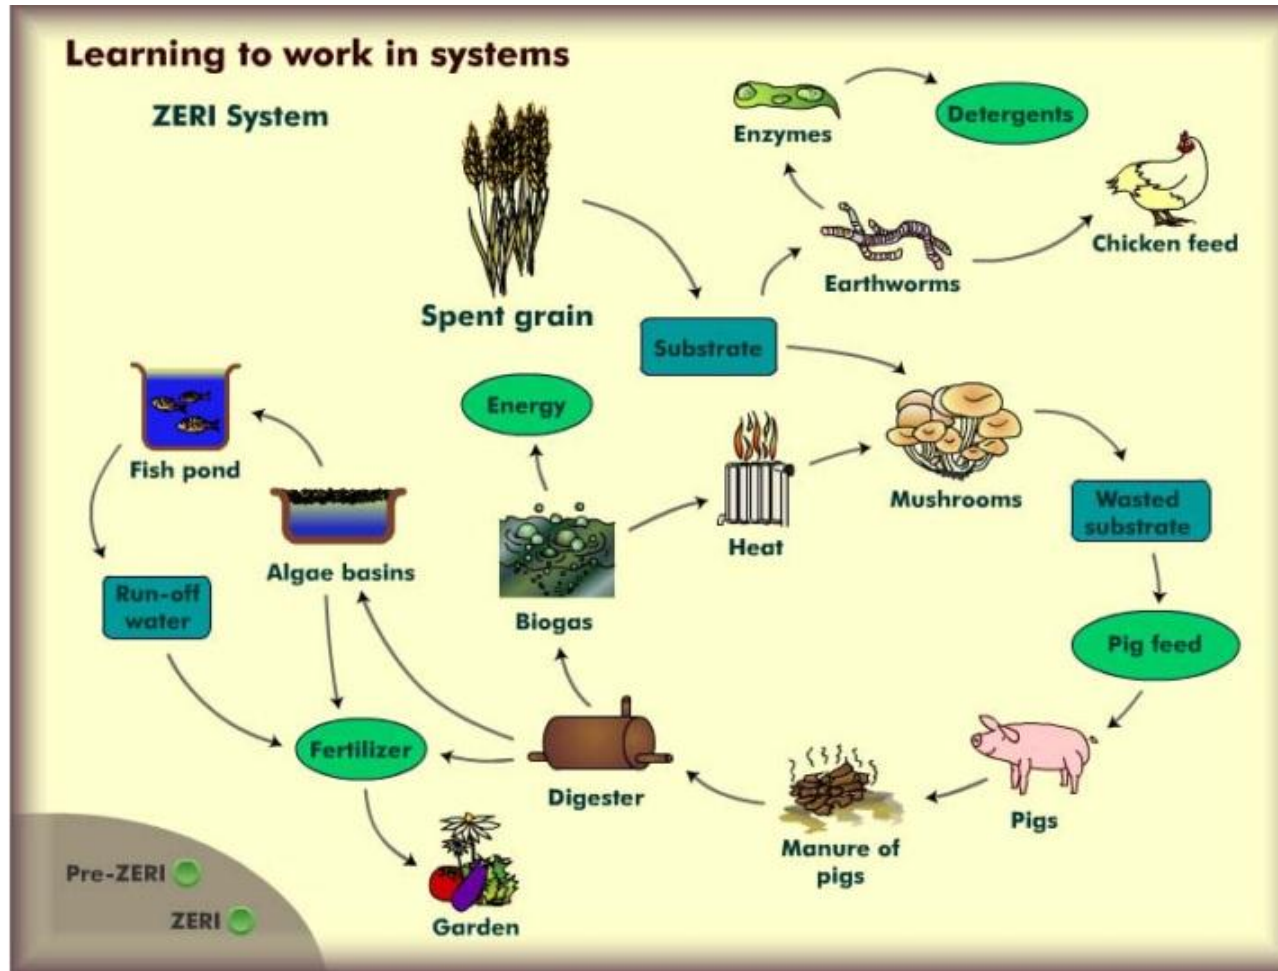 Learning to work in systems
ZERI System
Enzymes
Detergents
Chicken feed
Earthworms
Spent grain
Substrate
Energy
Fish pond
Heat
Mushrooms
Wasted
substrate
Algae basins
Run-off
water
Biogas
Pig feed
Fertilizer
Digester
Pigs
Manure of
pigs
Garden
Pre-ZERI
ZERI